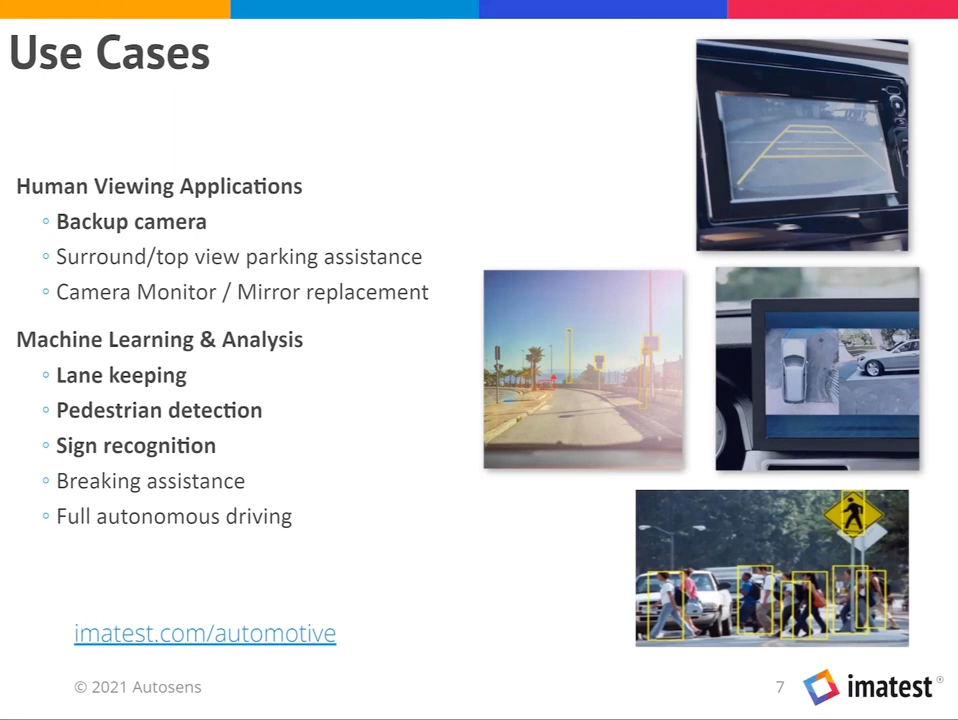 Use Cases
Human Viewing Applications
◦ Backup camera
◦ Surround/top view parking assistance
◦ Camera Monitor / Mirror replacement
Machine Learning & Analysis
◦ Lane keeping
◦ Pedestrian detection
◦ Sign recognition
◦ Breaking assistance
◦ Full autonomous driving
imatest.com/automotive
© 2021 Autosens
7
imatest®